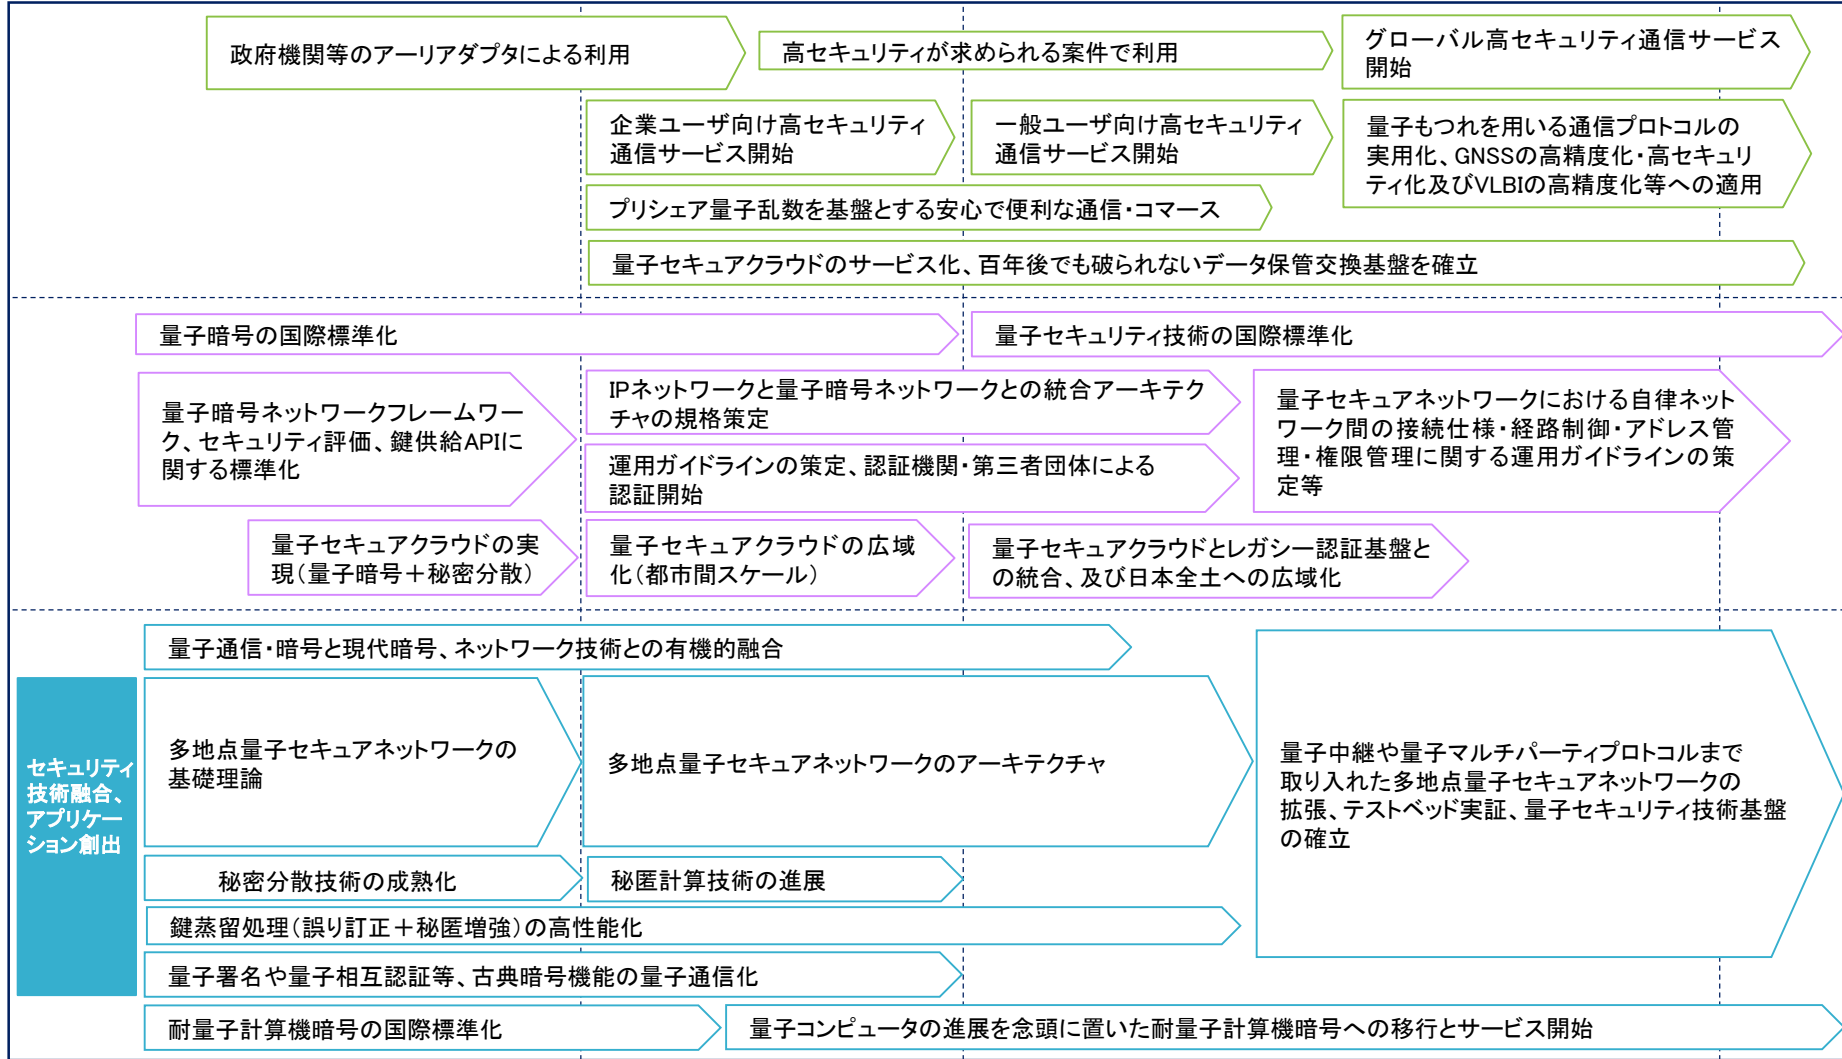 政府機関等のアーリアダプタによる利用
高セキュリティが求められる案件で利用
グローバル高セキュリティ通信サービス
開始
企業ユーザ向け高セキュリティ
通信サービス開始
一般ユーザ向け高セキュリティ
通信サービス開始
量子もつれを用いる通信プロトコルの
実用化、GNSSの高精度化・高セキュリ
ティ化及びVLBIの高精度化等への適用
プリシェア量子乱数を基盤とする安心で便利な通信・コマース
量子セキュアクラウドのサービス化、百年後でも破られないデータ保管交換基盤を確立
量子暗号の国際標準化
量子セキュリティ技術の国際標準化
量子暗号ネットワークフレームワー
ク、セキュリティ評価、鍵供給APIに
関する標準化
IPネットワークと量子暗号ネットワークとの統合アーキテク
チャの規格策定
運用ガイドラインの策定、認証機関・第三者団体による
認証開始
量子セキュアネットワークにおける自律ネット
ワーク間の接続仕様・経路制御・アドレス管
理・権限管理に関する運用ガイドラインの策
定等
量子セキュアクラウドの実
現（量子暗号＋秘密分散）
量子セキュアクラウドの広域
化（都市間スケール）
量子セキュアクラウドとレガシー認証基盤と
の統合、及び日本全土への広域化
セキュリティ
技術融合、
アプリケー
ション創出
量子通信・暗号と現代暗号、ネットワーク技術との有機的融合
多地点量子セキュアネットワークの
基礎理論
多地点量子セキュアネットワークのアーキテクチャ
量子中継や量子マルチパーティプロトコルまで
取り入れた多地点量子セキュアネットワークの
拡張、テストベッド実証、量子セキュリティ技術基盤
の確立
秘密分散技術の成熟化
秘匿計算技術の進展
鍵蒸留処理（誤り訂正＋秘匿増強）の高性能化
量子署名や量子相互認証等、古典暗号機能の量子通信化
耐量子計算機暗号の国際標準化
量子コンピュータの進展を念頭に置いた耐量子計算機暗号への移行とサービス開始